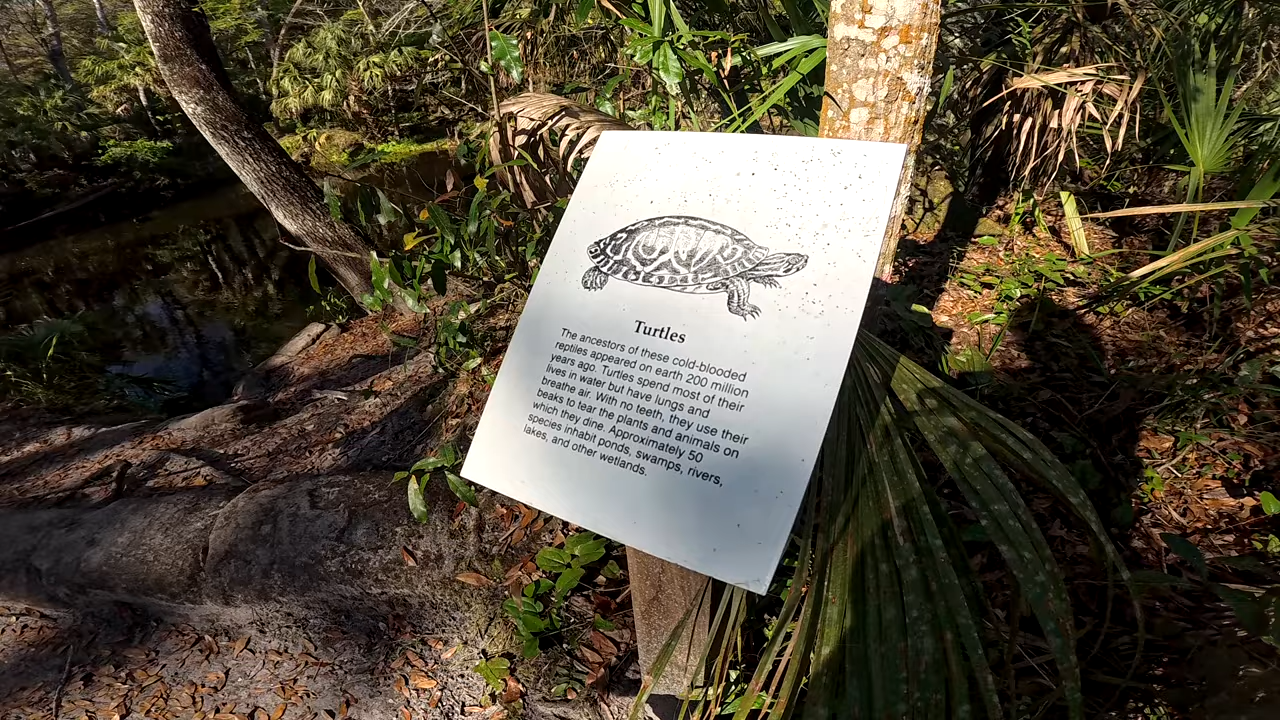 Turtles
The ancestors of these cold-blooded
reptiles appeared on earth 200 million
years ago. Turtles spend most of their
lives in water but have lungs and
breathe air. With no teeth, they use their
beaks to tear the plants and animals on
which they dine. Approximately 50
species inhabit ponds, swamps, rivers,
lakes, and other wetlands.